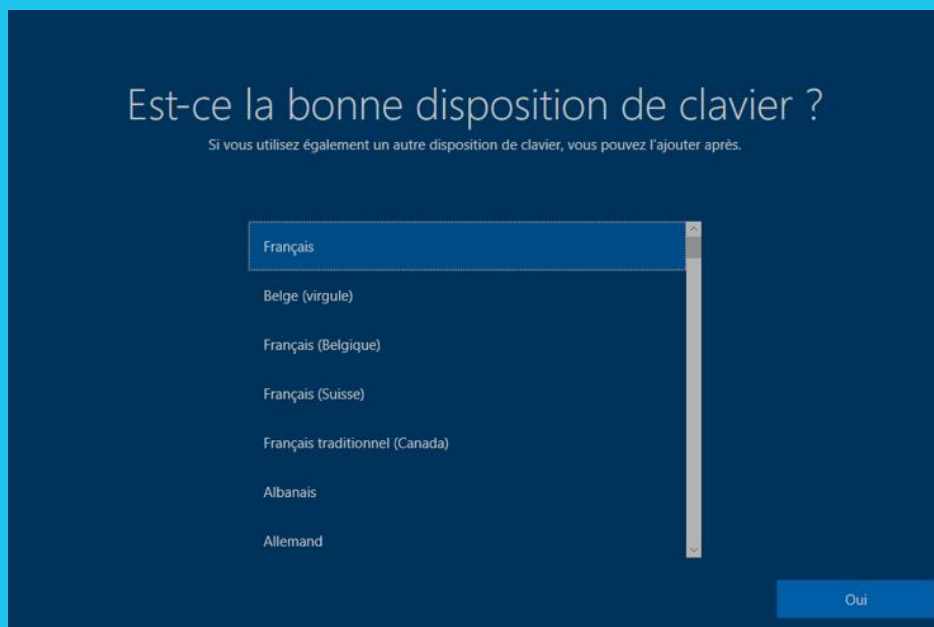 Est-ce la bonne disposition de clavier ?
Si vous utilisez également un autre disposition de clavier, vous pouvez l'ajouter après.
Français
Belge (virgule)
Français (Belgique)
Français (Suisse)
Français traditionnel (Canada)
Albanais
Allemand
Oui